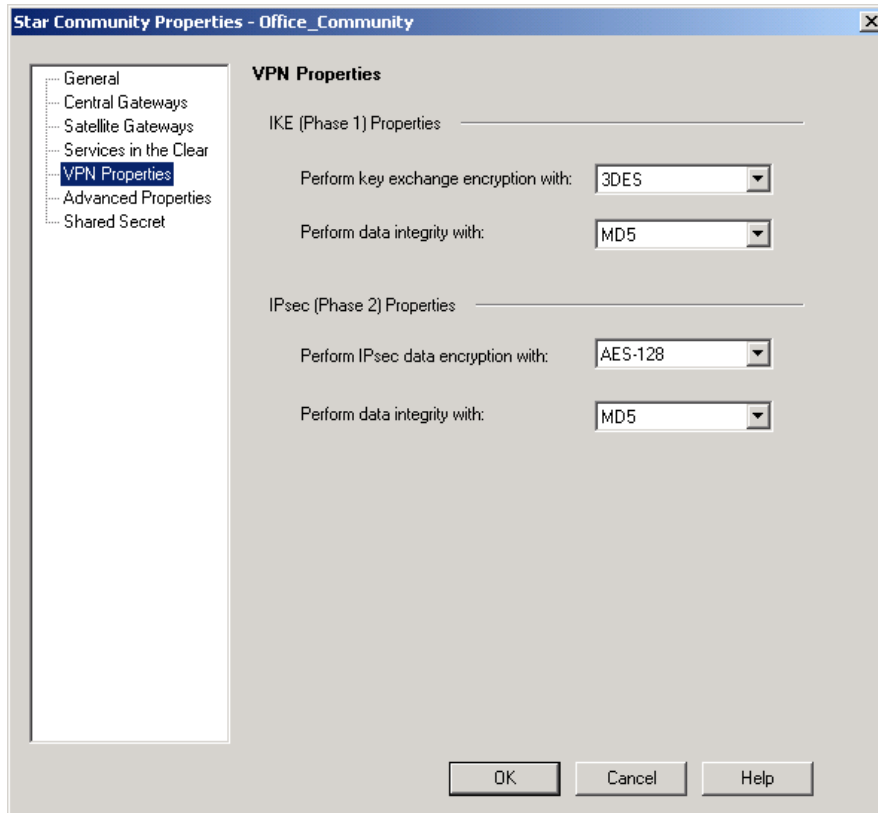 Star Community Properties - Office_Community
General
Central Gateways
Satellite Gateways
Services in the Clear
VPN Properties
Advanced Properties
Shared Secret
VPN Properties
IKE (Phase 1) Properties
Perform key exchange encryption with: 3DES
Perform data integrity with: MD5
IPsec (Phase 2) Properties
Perform IPsec data encryption with: AES-128
Perform data integrity with: MD5
OK Cancel Help